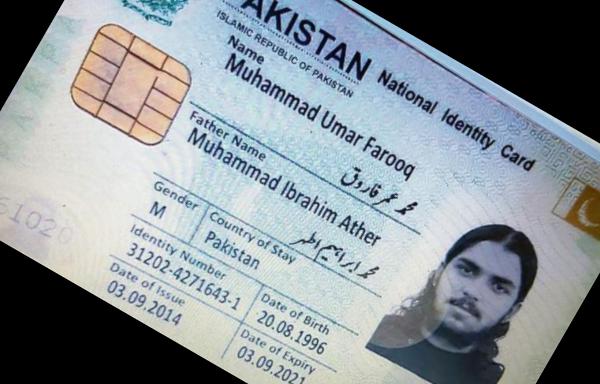 PAKISTAN National Identity Card
ISLAMIC REPUBLIC OF PAKISTAN
Name
Muhammad Umar Farooq
محمد عمر فاروق
Father Name
Muhammad Ibrahim Ather
محمد ابراہیم اطہر
Gender
M
Country of Stay
Pakistan
Identity Number
31202-4271643-1
Date of Birth
20.08.1996
Date of Issue
03.09.2014
Date of Expiry
03.09.2021